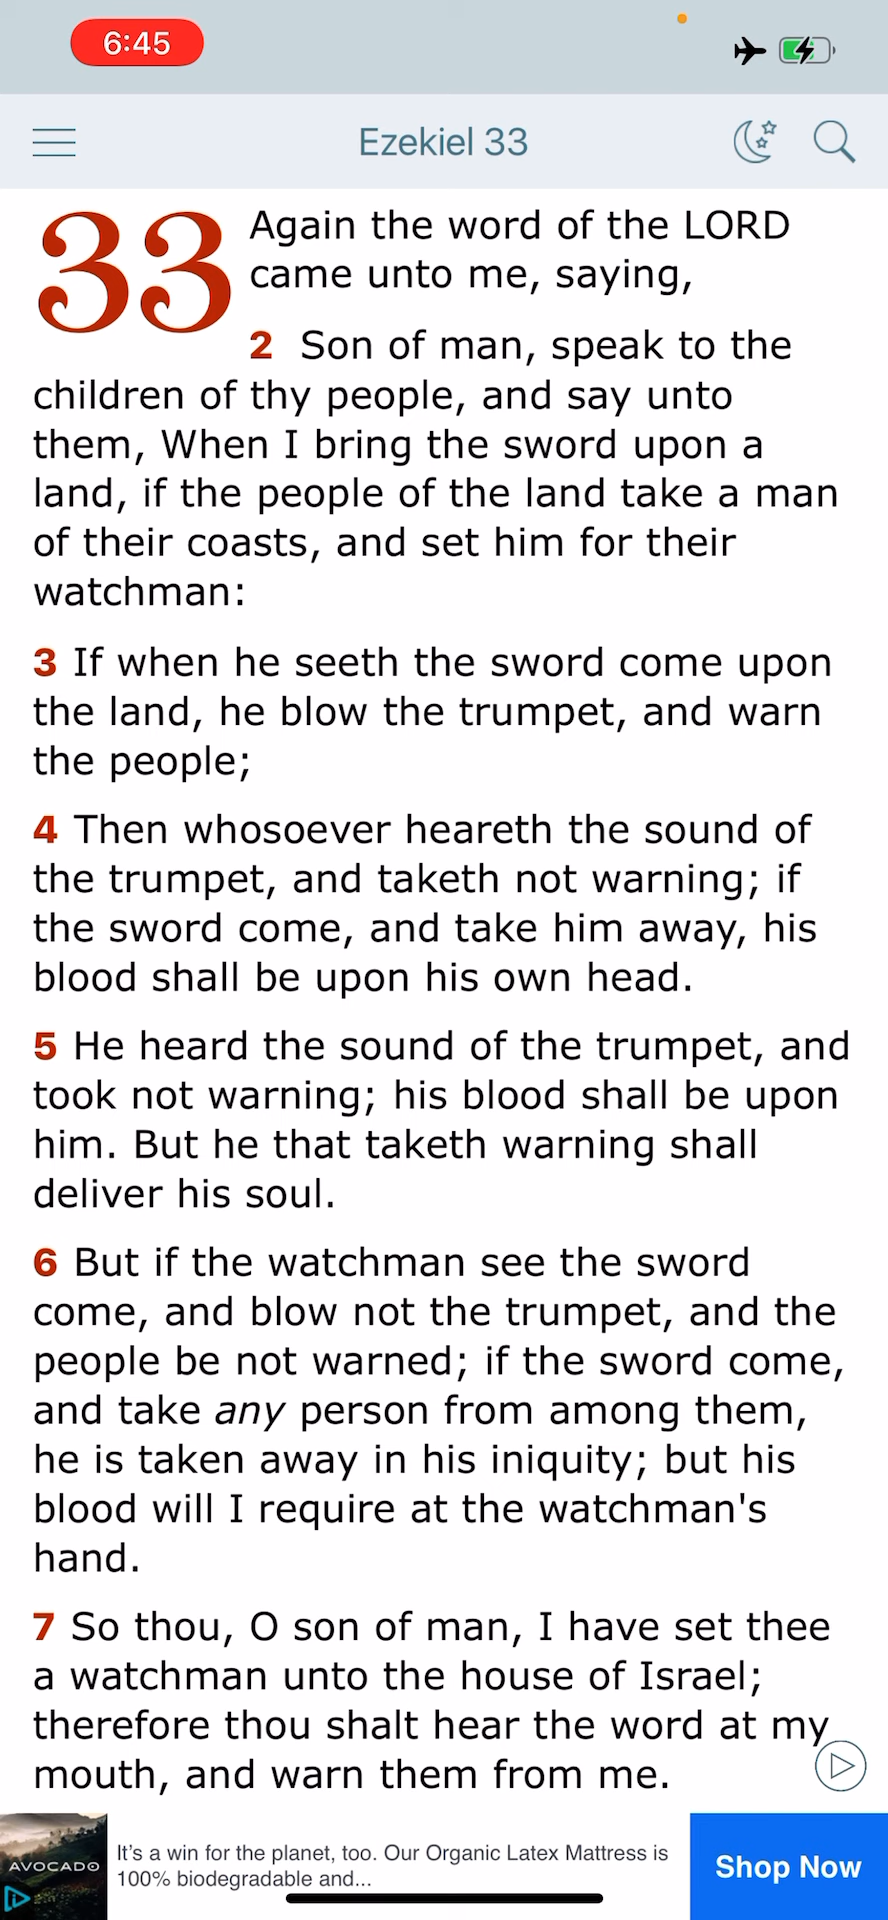 6:45
Ezekiel 33
33 Again the word of the LORD
came unto me, saying,
2 Son of man, speak to the
children of thy people, and say unto
them, When I bring the sword upon a
land, if the people of the land take a man
of their coasts, and set him for their
watchman:
3 If when he seeth the sword come upon
the land, he blow the trumpet, and warn
the people;
4 Then whosoever heareth the sound of
the trumpet, and taketh not warning; if
the sword come, and take him away, his
blood shall be upon his own head.
5 He heard the sound of the trumpet, and
took not warning; his blood shall be upon
him. But he that taketh warning shall
deliver his soul.
6 But if the watchman see the sword
come, and blow not the trumpet, and the
people be not warned; if the sword come,
and take any person from among them,
he is taken away in his iniquity; but his
blood will I require at the watchman's
hand.
7 So thou, O son of man, I have set thee
a watchman unto the house of Israel;
therefore thou shalt hear the word at my
mouth, and warn them from me.
AVOCADO
It's a win for the planet, too. Our Organic Latex Mattress is
100% biodegradable and...
Shop Now